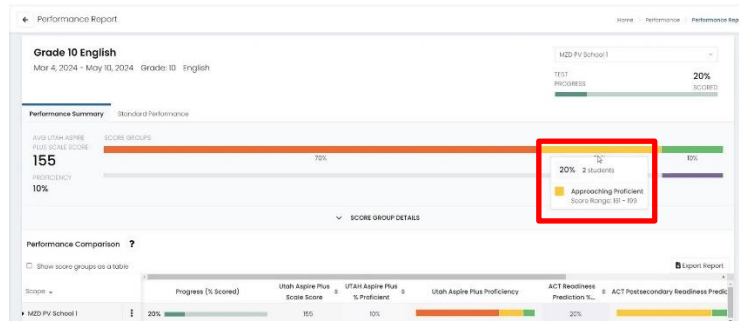 Performance Report
Home Performance Performance Rep
Grade 10 English
Mar 4, 2024 - May 10, 2024 Grade: 10 English
MZD PV School 1
TEST PROGRESS
20% SCORED
Performance Summary Standard Performance
AVG UTAH ASPIRE PLUS SCALE SCORE
SCORE GROUPS
155
70%
10%
PROFICIENCY
10%
20% 2 students
Approaching Proficient
Score Range: 181 - 199
SCORE GROUP DETAILS
Performance Comparison ?
Show score groups as a table
Export Report
Scope
Progress (% Scored)
Utah Aspire Plus Scale Score
UTAH Aspire Plus % Proficient
Utah Aspire Plus Proficiency
ACT Readiness Prediction %...
ACT Postsecondary Readiness Predic
MZD PV School 1
20%
155
10%
20%